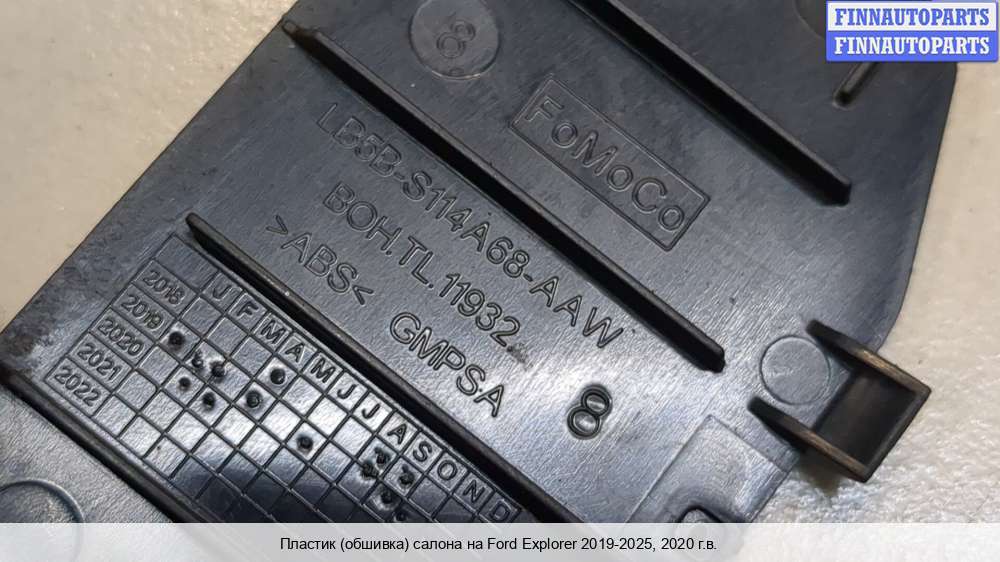 FINNAUTOPARTS
FINNAUTOPARTS
8
FoMoCo
LB5B-S114A68-AAW
BOH.TL.11932.
>ABS<
GMPSA
8
J F M A M J J A S O N D
2018
2019
2020
2021
2022
Пластик (обшивка) салона на Ford Explorer 2019-2025, 2020 г.в.